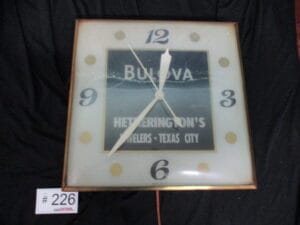 12
BULOVA
9
3
HETHERINGTON'S
JEWELERS - TEXAS CITY
6
# 226